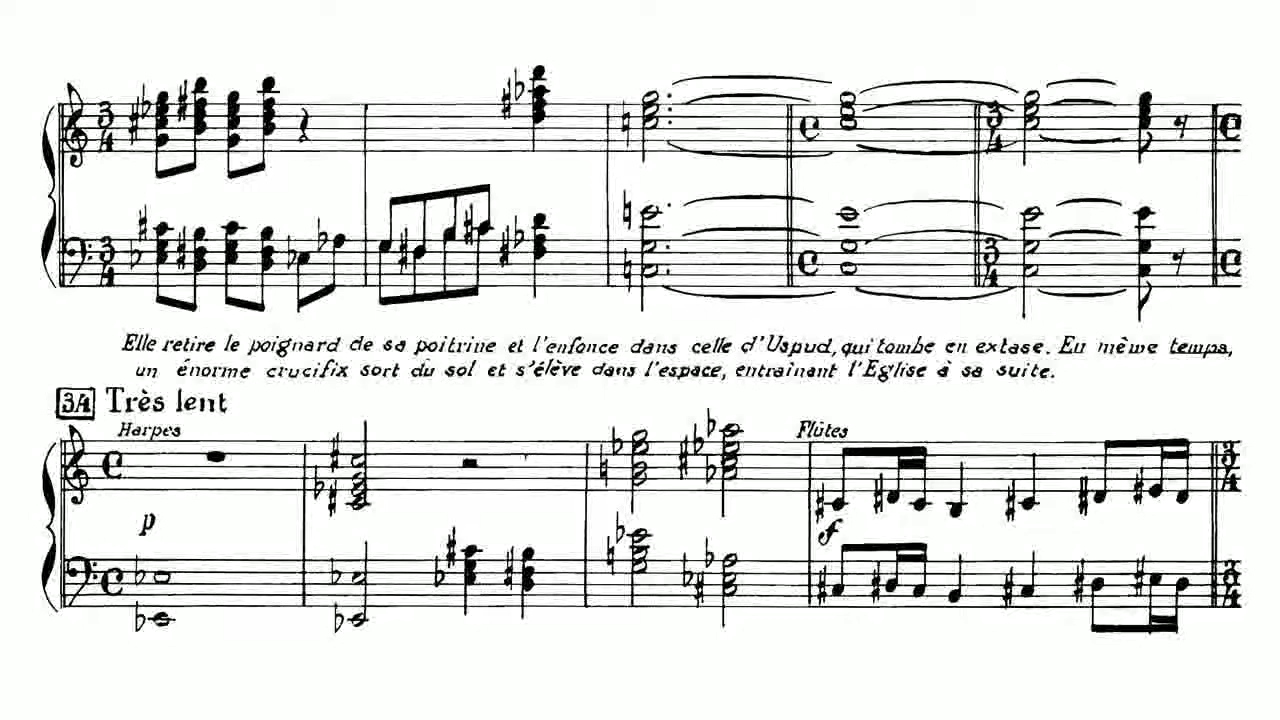 Elle retire le poignard de sa poitrine et l'enfonce dans celle d'Uspud, qui tombe en extase. En même temps,
un énorme crucifix sort du sol et s'élève dans l'espace, entraînant l'Eglise à sa suite.
34 Très lent
Harpes
Flûtes
p
f